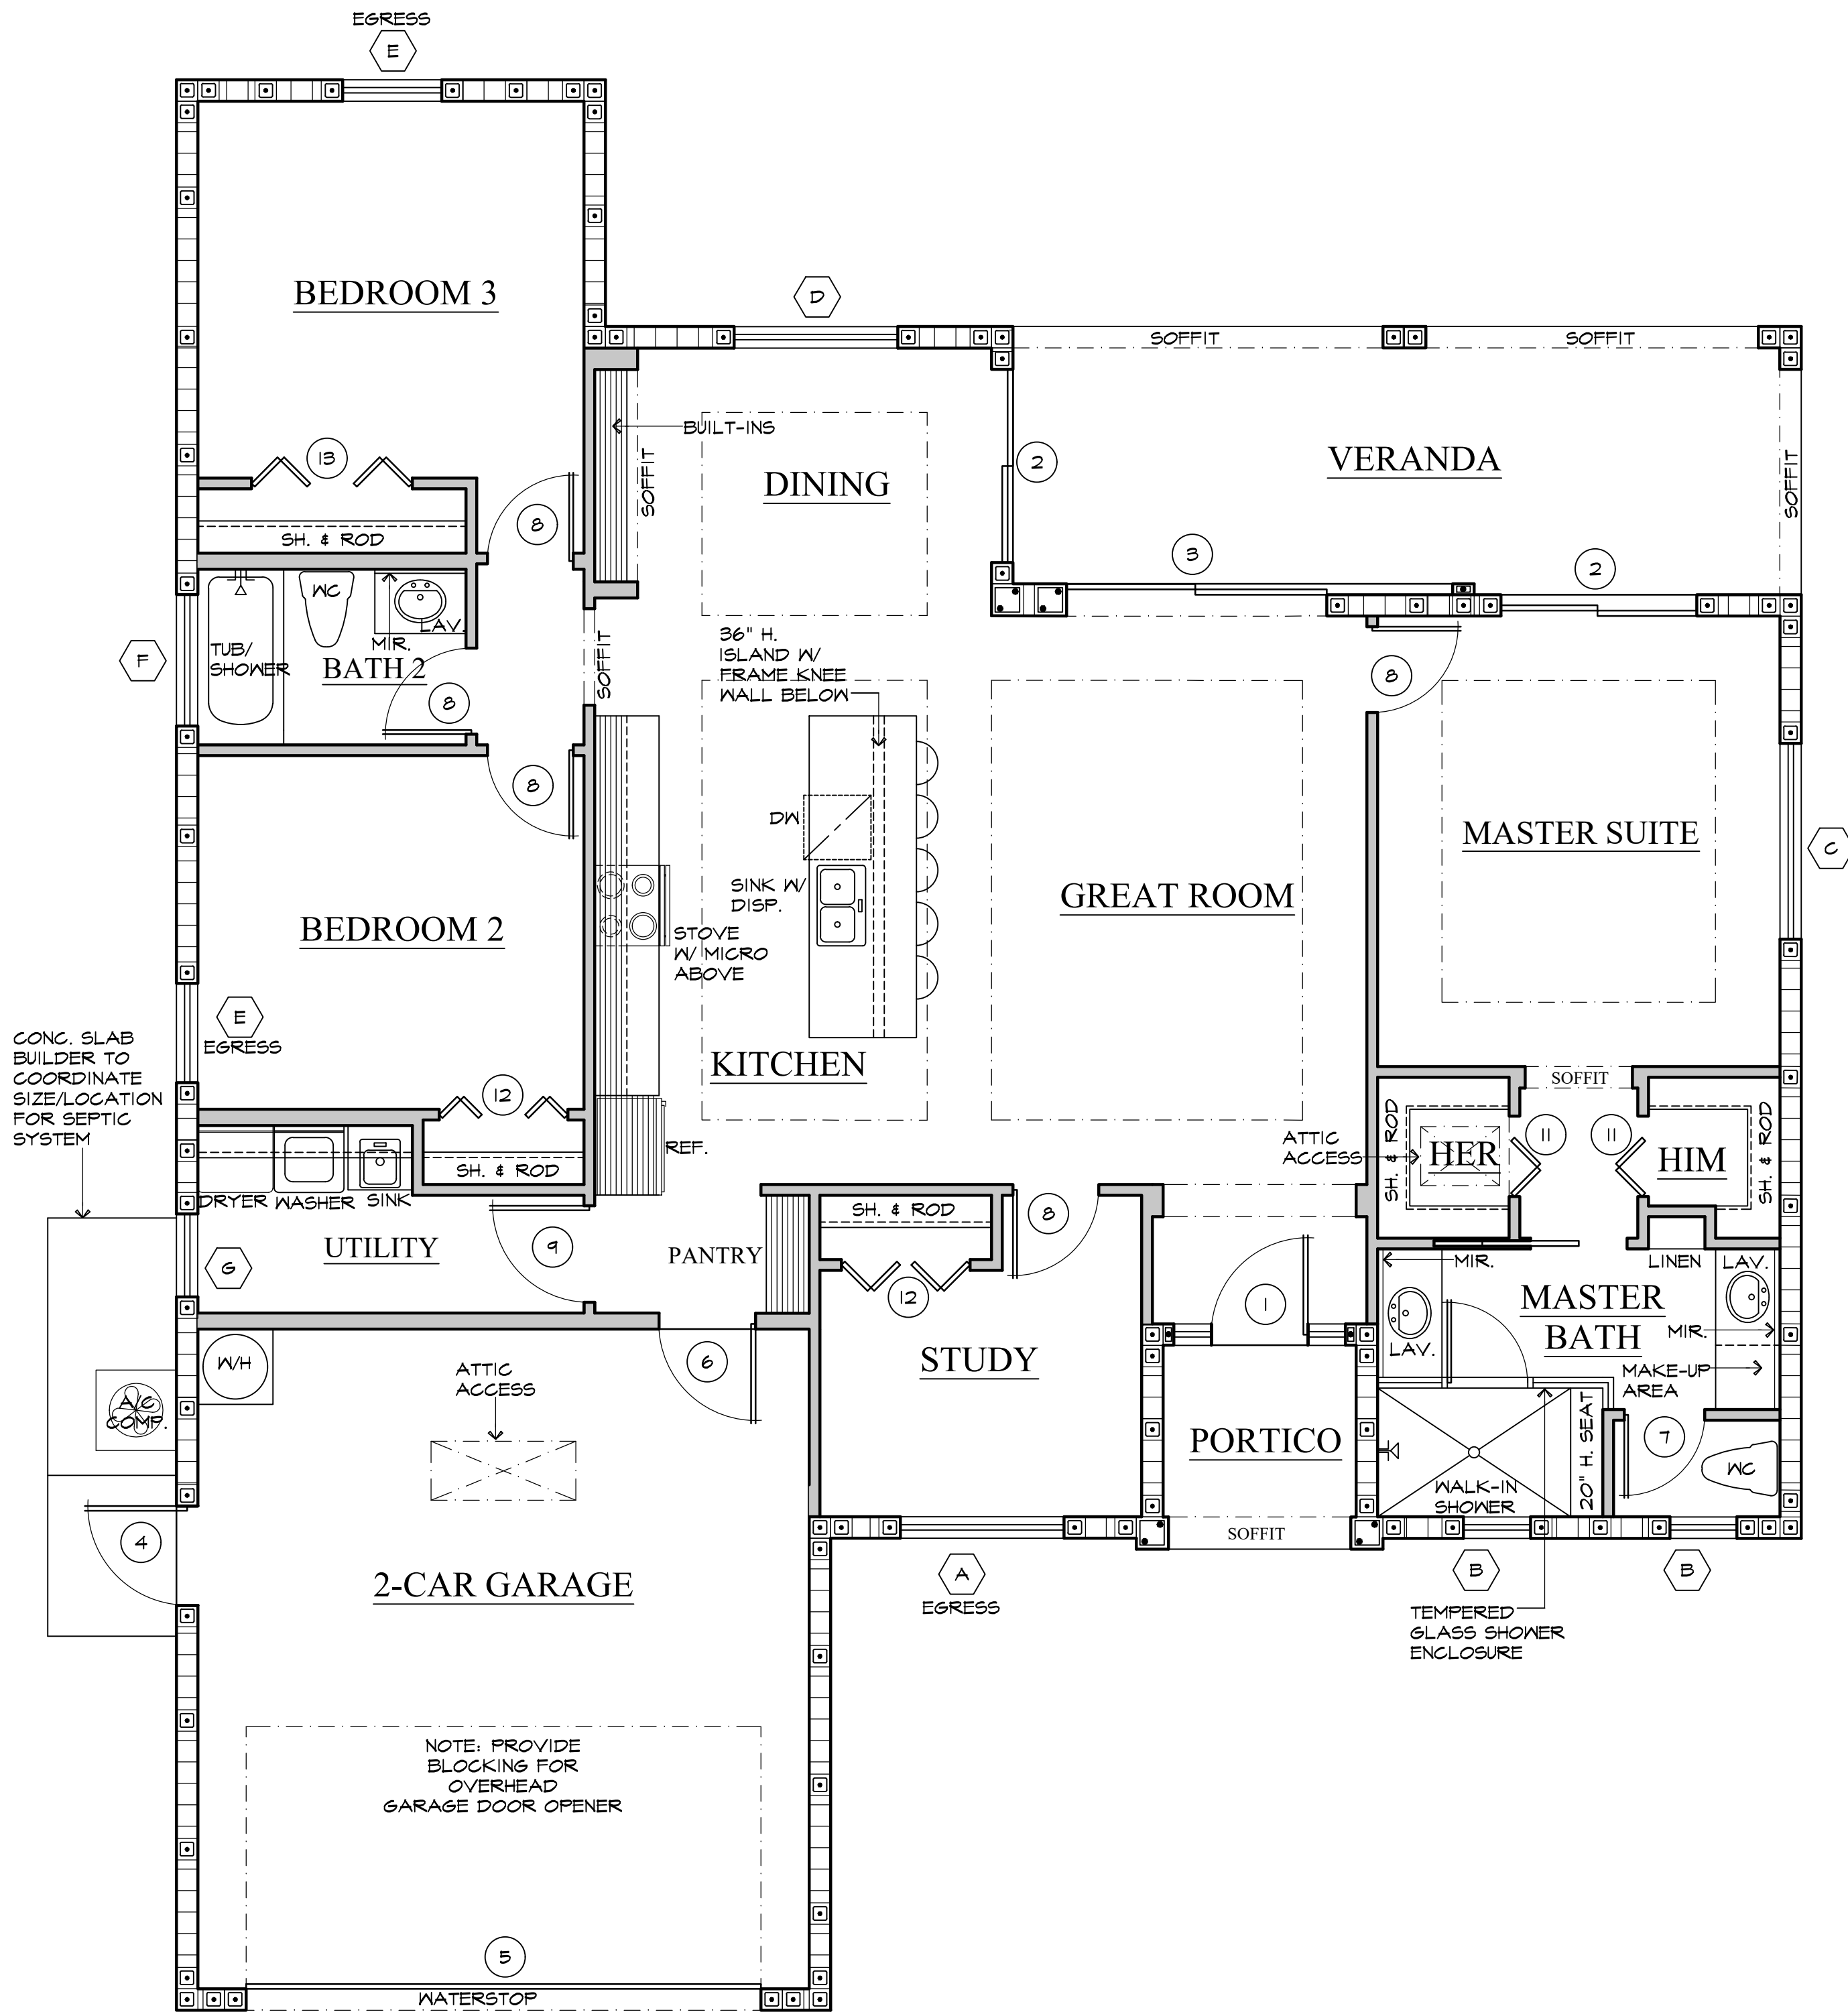 EGRESS
E
BEDROOM 3
D
SOFFIT
SOFFIT
BUILT-INS
SOFFIT
DINING
2
VERANDA
SOFFIT
13
8
SH. & ROD
3
2
WC
LAV.
MIR.
TUB/
SHOWER
BATH 2
F
8
SOFFIT
36" H.
ISLAND W/
FRAME KNEE
WALL BELOW
8
8
DW
MASTER SUITE
C
SINK W/
DISP.
GREAT ROOM
BEDROOM 2
STOVE
W/ MICRO
ABOVE
E
EGRESS
CONC. SLAB
BUILDER TO
COORDINATE
SIZE/LOCATION
FOR SEPTIC
SYSTEM
KITCHEN
SOFFIT
12
REF.
ATTIC
ACCESS
SH. & ROD
HER
11
11
HIM
SH. & ROD
SH. & ROD
DRYER
WASHER
SINK
SH. & ROD
8
UTILITY
9
PANTRY
G
MIR.
LINEN
LAV.
12
1
MASTER
BATH
MIR.
LAV.
W/H
ATTIC
ACCESS
6
STUDY
MAKE-UP
AREA
A/C
COMP.
PORTICO
20" H. SEAT
7
WC
WALK-IN
SHOWER
4
SOFFIT
2-CAR GARAGE
A
EGRESS
B
B
TEMPERED
GLASS SHOWER
ENCLOSURE
NOTE: PROVIDE
BLOCKING FOR
OVERHEAD
GARAGE DOOR OPENER
5
WATERSTOP